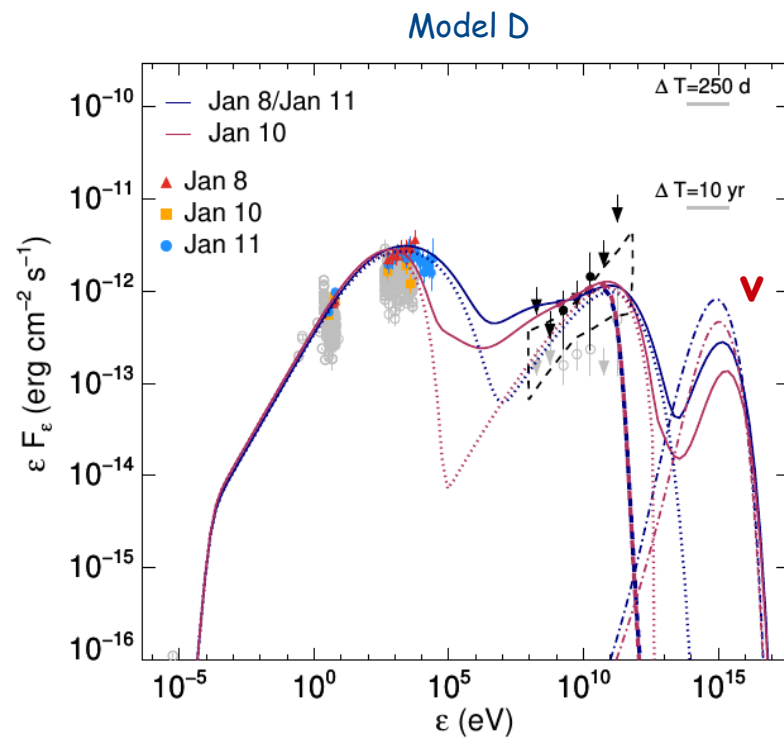 Model D
Jan 8/Jan 11
Jan 10
Jan 8
Jan 10
Jan 11
Δ T=250 d
Δ T=10 yr
ν
10⁻¹⁰
10⁻¹¹
10⁻¹²
10⁻¹³
10⁻¹⁴
10⁻¹⁵
10⁻¹⁶
ε F_ε (erg cm⁻² s⁻¹)
10⁻⁵
10⁰
10⁵
10¹⁰
10¹⁵
ε (eV)